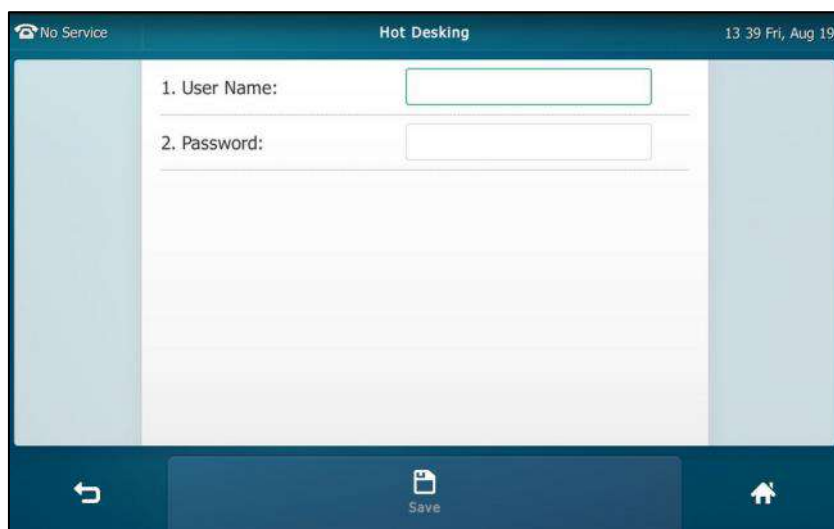 No Service Hot Desking 13 39 Fri, Aug 19
1. User Name:
2. Password:
Save